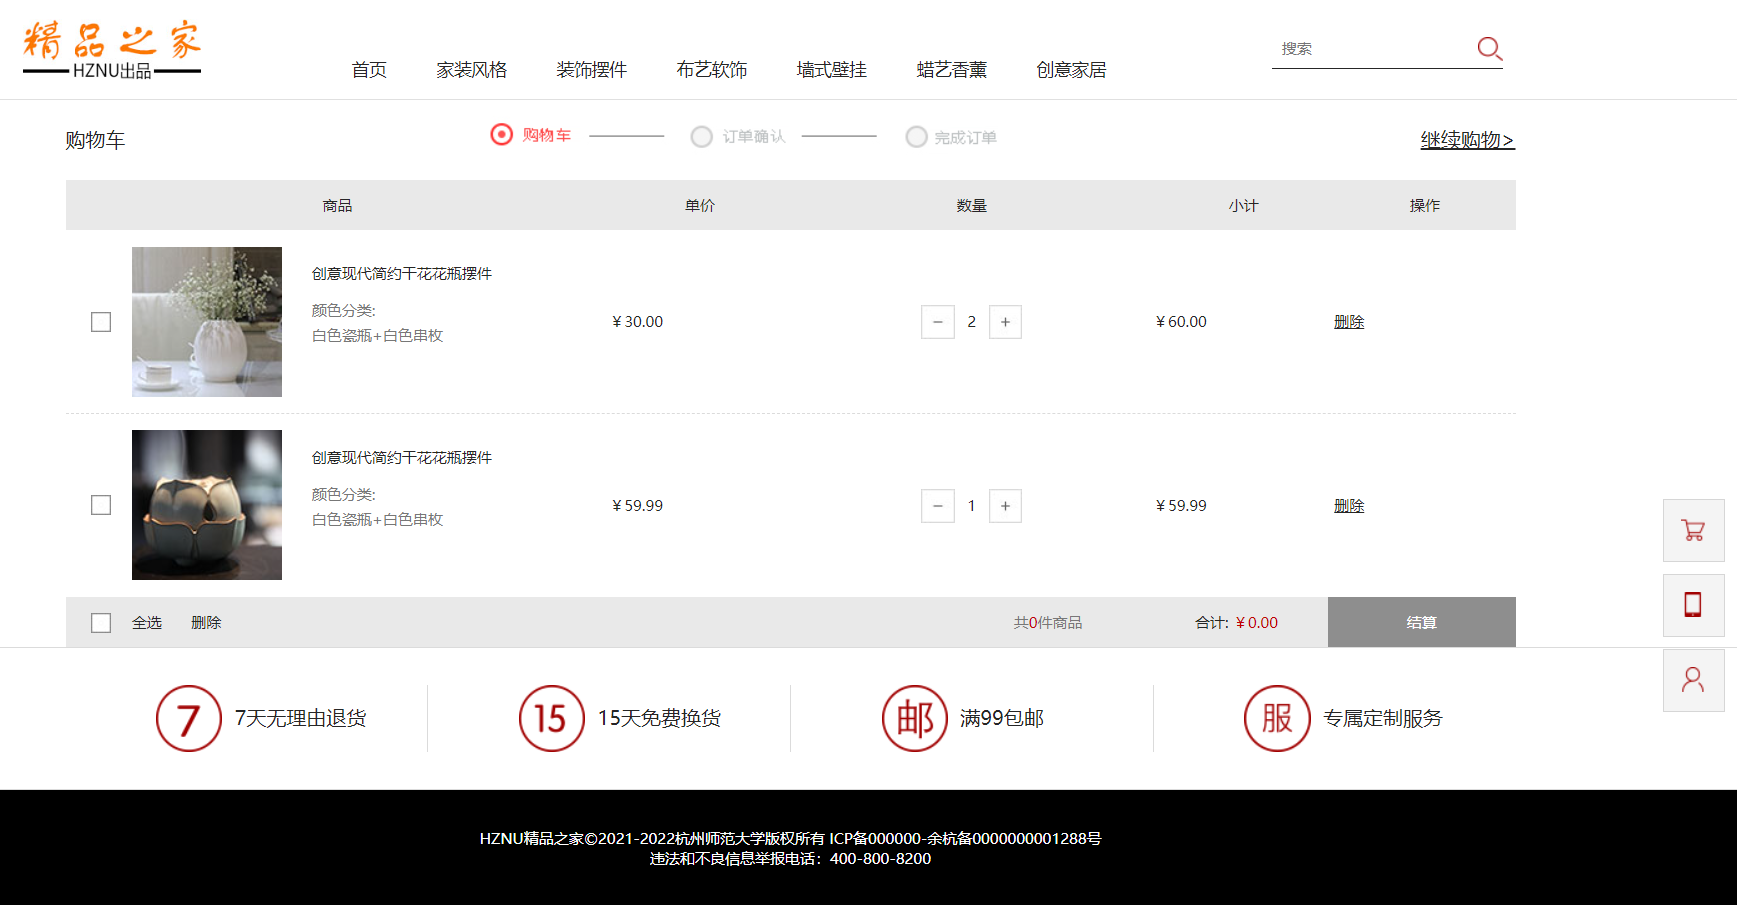 精品之家
HZNU出品
首页 家装风格 装饰摆件 布艺软饰 墙式壁挂 蜡艺香薰 创意家居
搜索
购物车
购物车 订单确认 完成订单
继续购物>
商品 单价 数量 小计 操作
创意现代简约干花花瓶摆件
颜色分类:
白色瓷瓶+白色串枚
¥30.00 − 2 + ¥60.00 删除
创意现代简约干花花瓶摆件
颜色分类:
白色瓷瓶+白色串枚
¥59.99 − 1 + ¥59.99 删除
全选 删除 共0件商品 合计: ¥0.00 结算
7 7天无理由退货 15 15天免费换货 邮 满99包邮 服 专属定制服务
HZNU精品之家©2021-2022杭州师范大学版权所有 ICP备000000-余杭备0000000001288号
违法和不良信息举报电话：400-800-8200